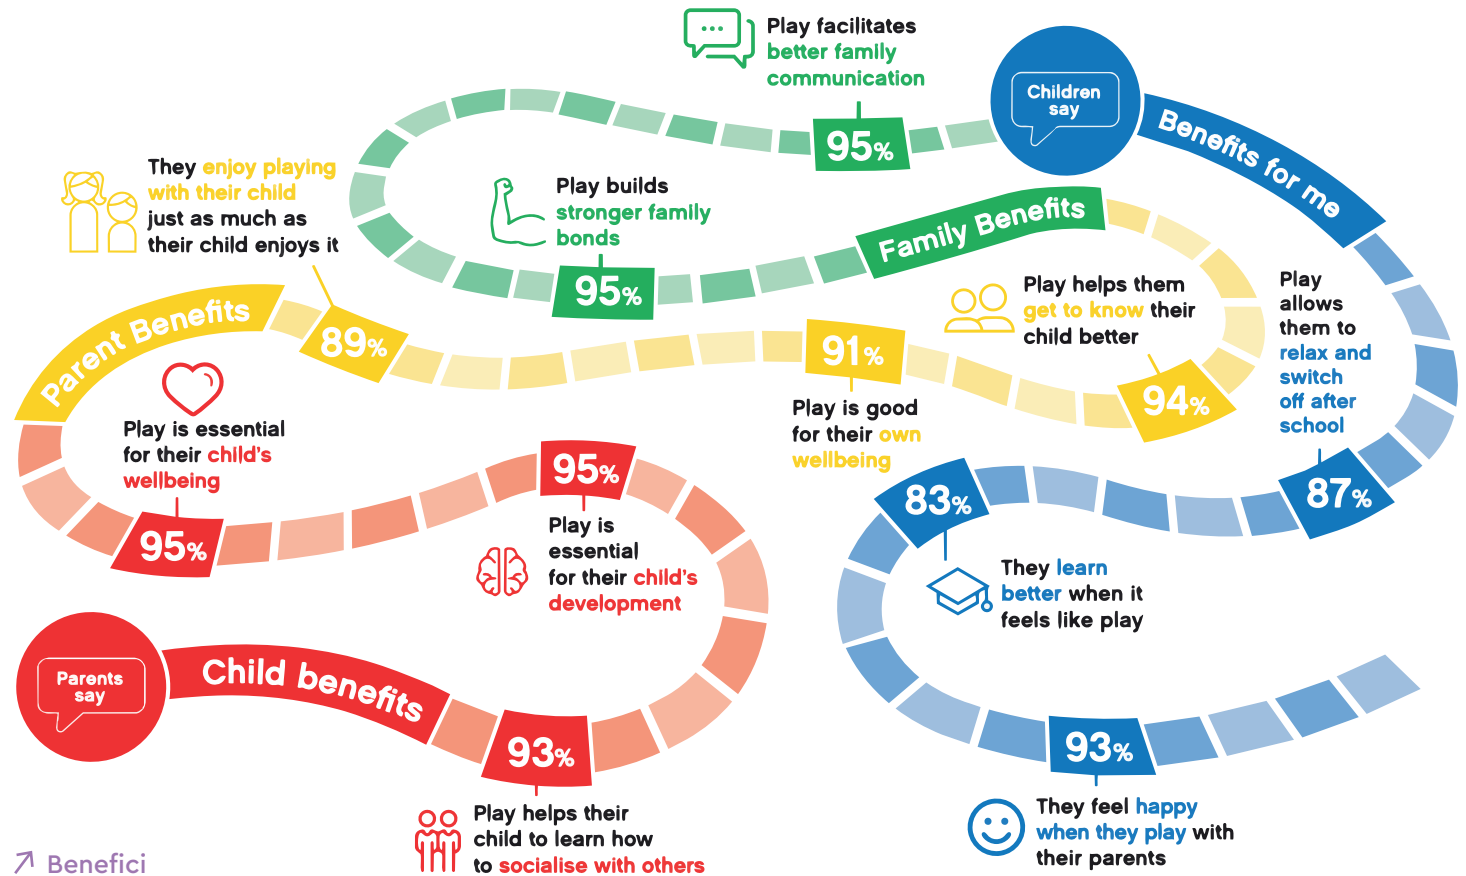 Parents
say
Child benefits
93%
Play helps their
child to learn how
to socialise with others
95%
Play is
essential
for their child's
development
95%
Play is essential
for their child's
wellbeing
Parent Benefits
89%
They enjoy playing
with their child
just as much as
their child enjoys it
91%
Play is good
for their own
wellbeing
94%
Play helps them
get to know their
child better
Family Benefits
95%
Play builds
stronger family
bonds
95%
Play facilitates
better family
communication
Children
say
Benefits for me
87%
Play
allows
them to
relax and
switch
off after
school
83%
They learn
better when it
feels like play
93%
They feel happy
when they play with
their parents
Benefici